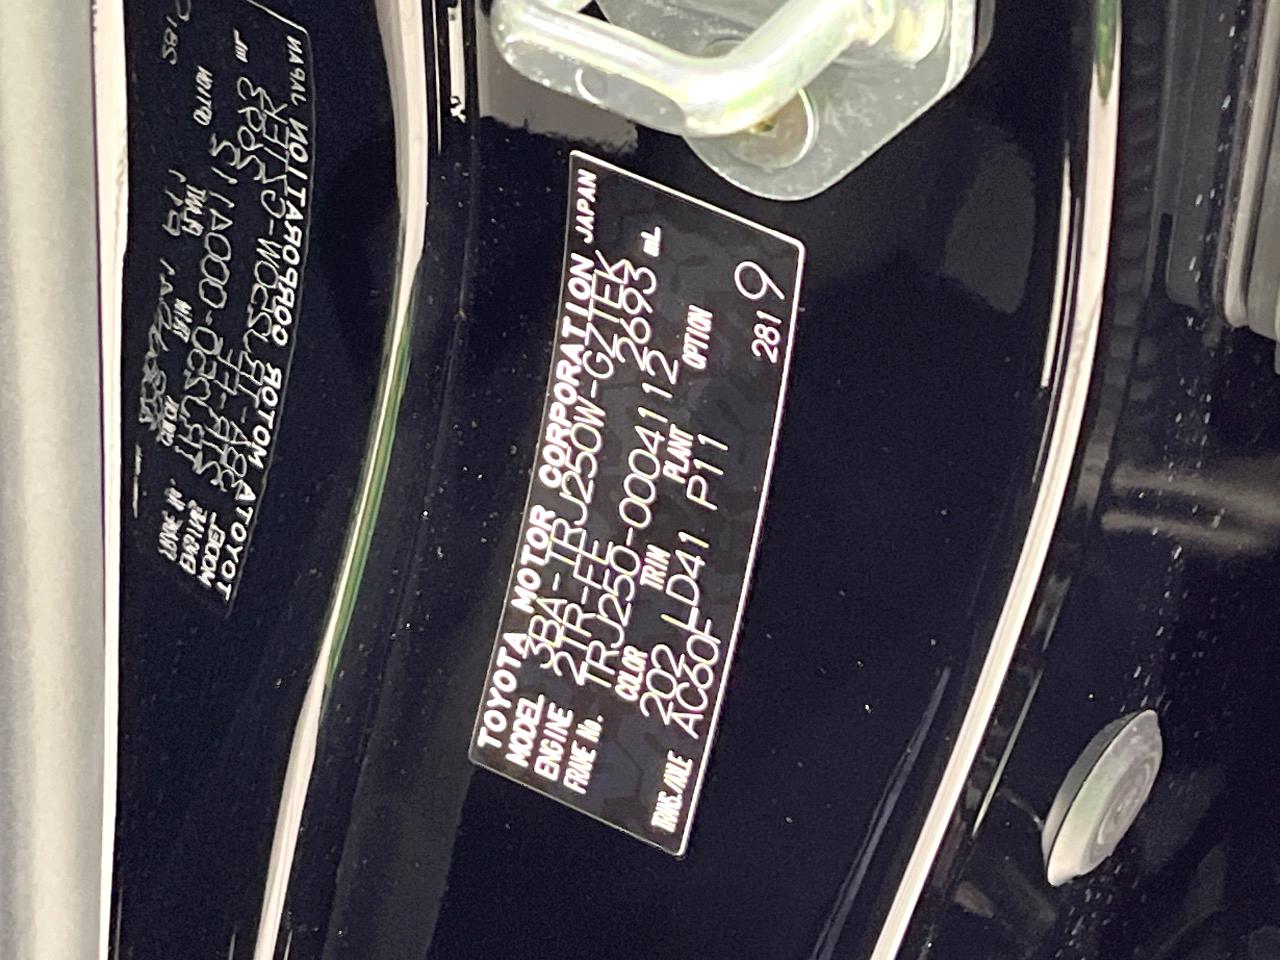 TOYOTA MOTOR CORPORATION JAPAN
MODEL 3BA-TRJ250W-GZTEK
ENGINE 2TR-FE 2693 mL
FRAME No. TRJ250-0004112
COLOR TRIM PLANT OPTION
202 LD41 P11
TRNS./AXLE AC60F 2819